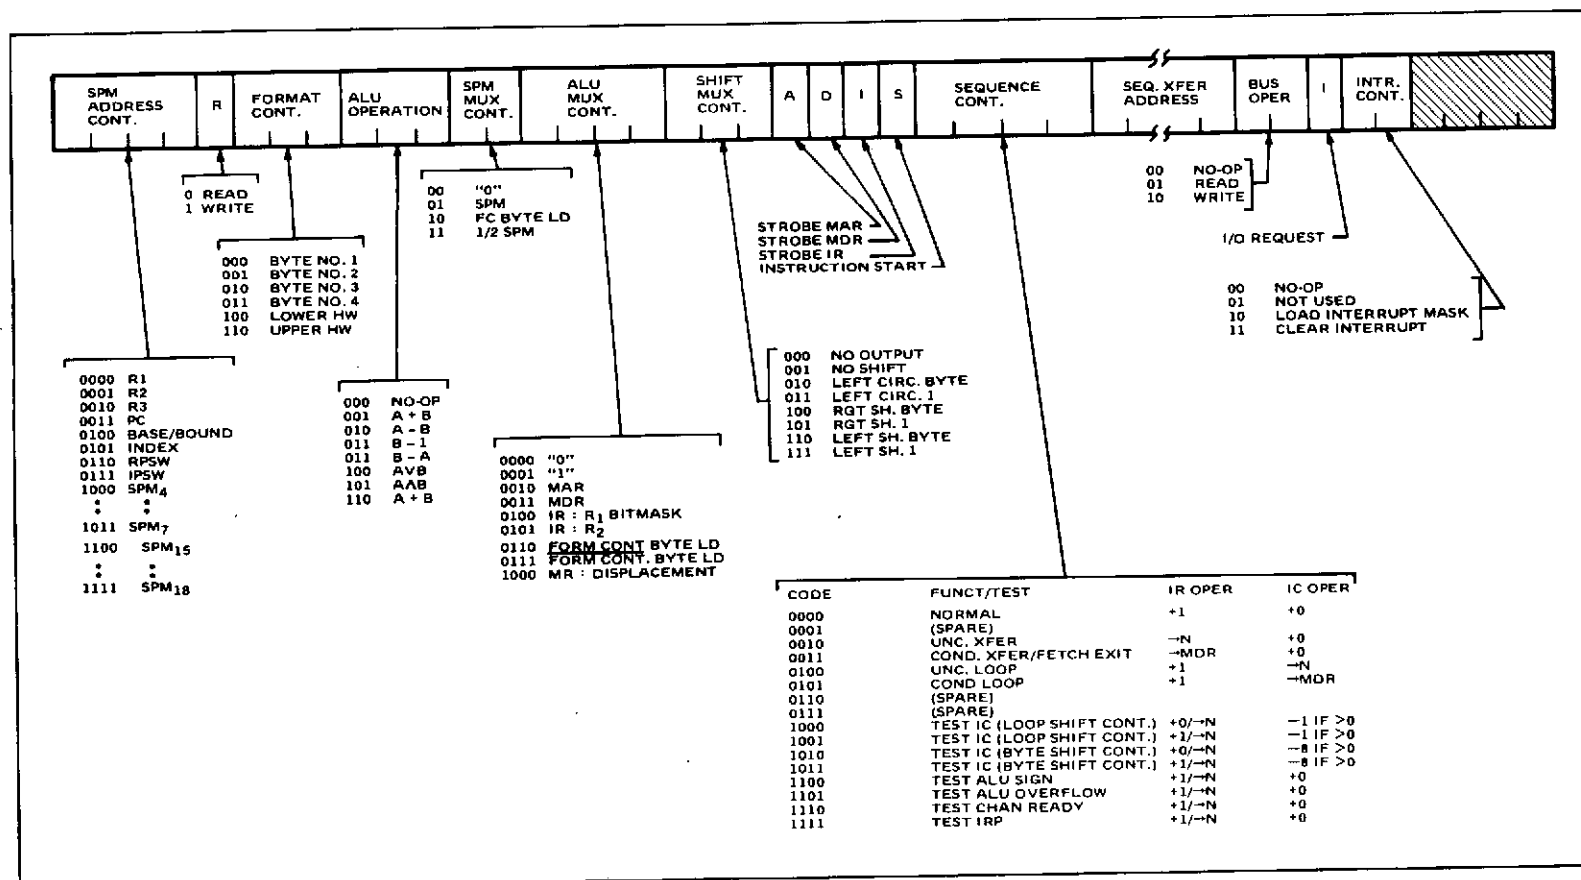 SPM
ADDRESS
CONT.
R
FORMAT
CONT.
ALU
OPERATION
SPM
MUX
CONT.
ALU
MUX
CONT.
SHIFT
MUX
CONT.
A
D
I
S
SEQUENCE
CONT.
SEQ. XFER
ADDRESS
BUS
OPER
I
INTR.
CONT.
0 READ
1 WRITE
00 "0"
01 SPM
10 FC BYTE LD
11 1/2 SPM
STROBE MAR
STROBE MDR
STROBE IR
INSTRUCTION START
00 NO-OP
01 READ
10 WRITE
I/O REQUEST
000 BYTE NO. 1
001 BYTE NO. 2
010 BYTE NO. 3
011 BYTE NO. 4
100 LOWER HW
110 UPPER HW
00 NO-OP
01 NOT USED
10 LOAD INTERRUPT MASK
11 CLEAR INTERRUPT
0000 R1
0001 R2
0010 R3
0011 PC
0100 BASE/BOUND
0101 INDEX
0110 RPSW
0111 IPSW
1000 SPM4
1011 SPM7
1100 SPM15
1111 SPM18
000 NO-OP
001 A + B
010 A - B
011 B - 1
011 B - A
100 AVB
101 AΛB
110 A + B
0000 "0"
0001 "1"
0010 MAR
0011 MDR
0100 IR : R1 BITMASK
0101 IR : R2
0110 FORM CONT BYTE LD
0111 FORM CONT. BYTE LD
1000 MR : DISPLACEMENT
000 NO OUTPUT
001 NO SHIFT
010 LEFT CIRC. BYTE
011 LEFT CIRC. 1
100 RGT SH. BYTE
101 RGT SH. 1
110 LEFT SH. BYTE
111 LEFT SH. 1
CODE FUNCT/TEST IR OPER IC OPER
0000 NORMAL +1 +0
0001 (SPARE)
0010 UNC. XFER →N +0
0011 COND. XFER/FETCH EXIT →MDR +0
0100 UNC. LOOP +1 →N
0101 COND LOOP +1 →MDR
0110 (SPARE)
0111 (SPARE)
1000 TEST IC (LOOP SHIFT CONT.) +0/→N −1 IF >0
1001 TEST IC (LOOP SHIFT CONT.) +1/→N −1 IF >0
1010 TEST IC (BYTE SHIFT CONT.) +0/→N −8 IF >0
1011 TEST IC (BYTE SHIFT CONT.) +1/→N −8 IF >0
1100 TEST ALU SIGN +1/→N +0
1101 TEST ALU OVERFLOW +1/→N +0
1110 TEST CHAN READY +1/→N +0
1111 TEST IRP +1/→N +0